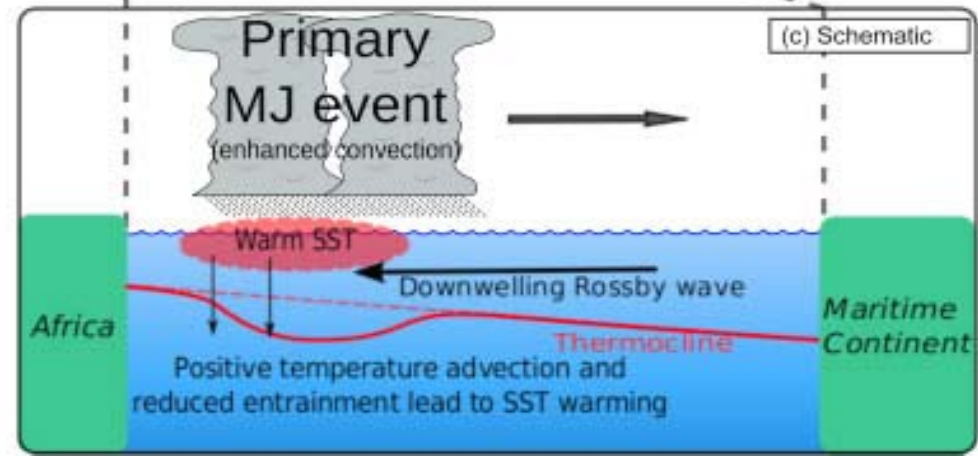 (c) Schematic
Primary
MJ event
(enhanced convection)
Warm SST
Downwelling Rossby wave
Africa
Maritime
Continent
Thermocline
Positive temperature advection and
reduced entrainment lead to SST warming